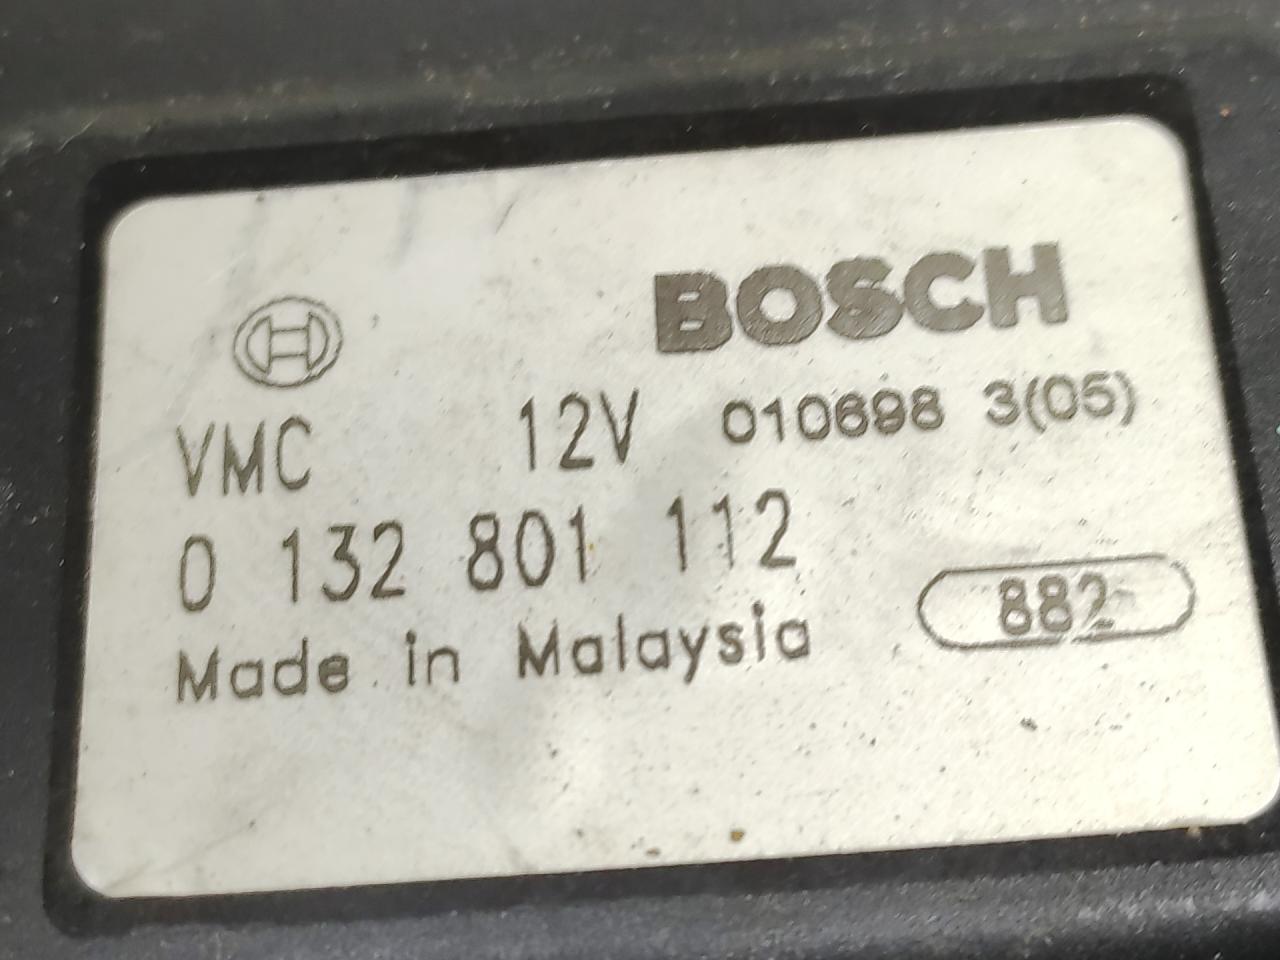 BOSCH
VMC 12V 010698 3(05)
0 132 801 112
882
Made in Malaysia